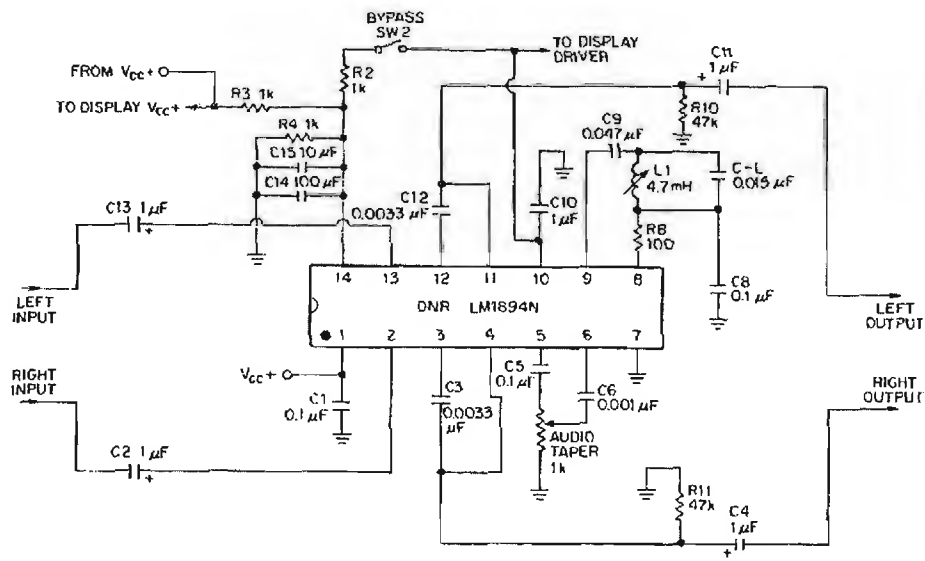 BYPASS
SW2
TO DISPLAY
DRIVER
C11
1 µF
+
FROM VCC+
TO DISPLAY VCC+
R3 1k
R2
1k
R10
47k
C9
0.047 µF
R4 1k
C15 10 µF
C14 100 µF
C12
0.0033 µF
C10
1 µF
L1
4.7mH
C-L
0.015 µF
C13 1 µF
+
R8
100
C8
0.1 µF
LEFT
INPUT
14 13 12 11 10 9 8
DNR LM1894N
1 2 3 4 5 6 7
LEFT
OUTPUT
RIGHT
INPUT
VCC+
C1
0.1 µF
C3
0.0033
µF
C5
0.1 µF
C6
0.001 µF
AUDIO
TAPER
1k
RIGHT
OUTPUT
C2 1 µF
+
R11
47k
C4
1 µF
+